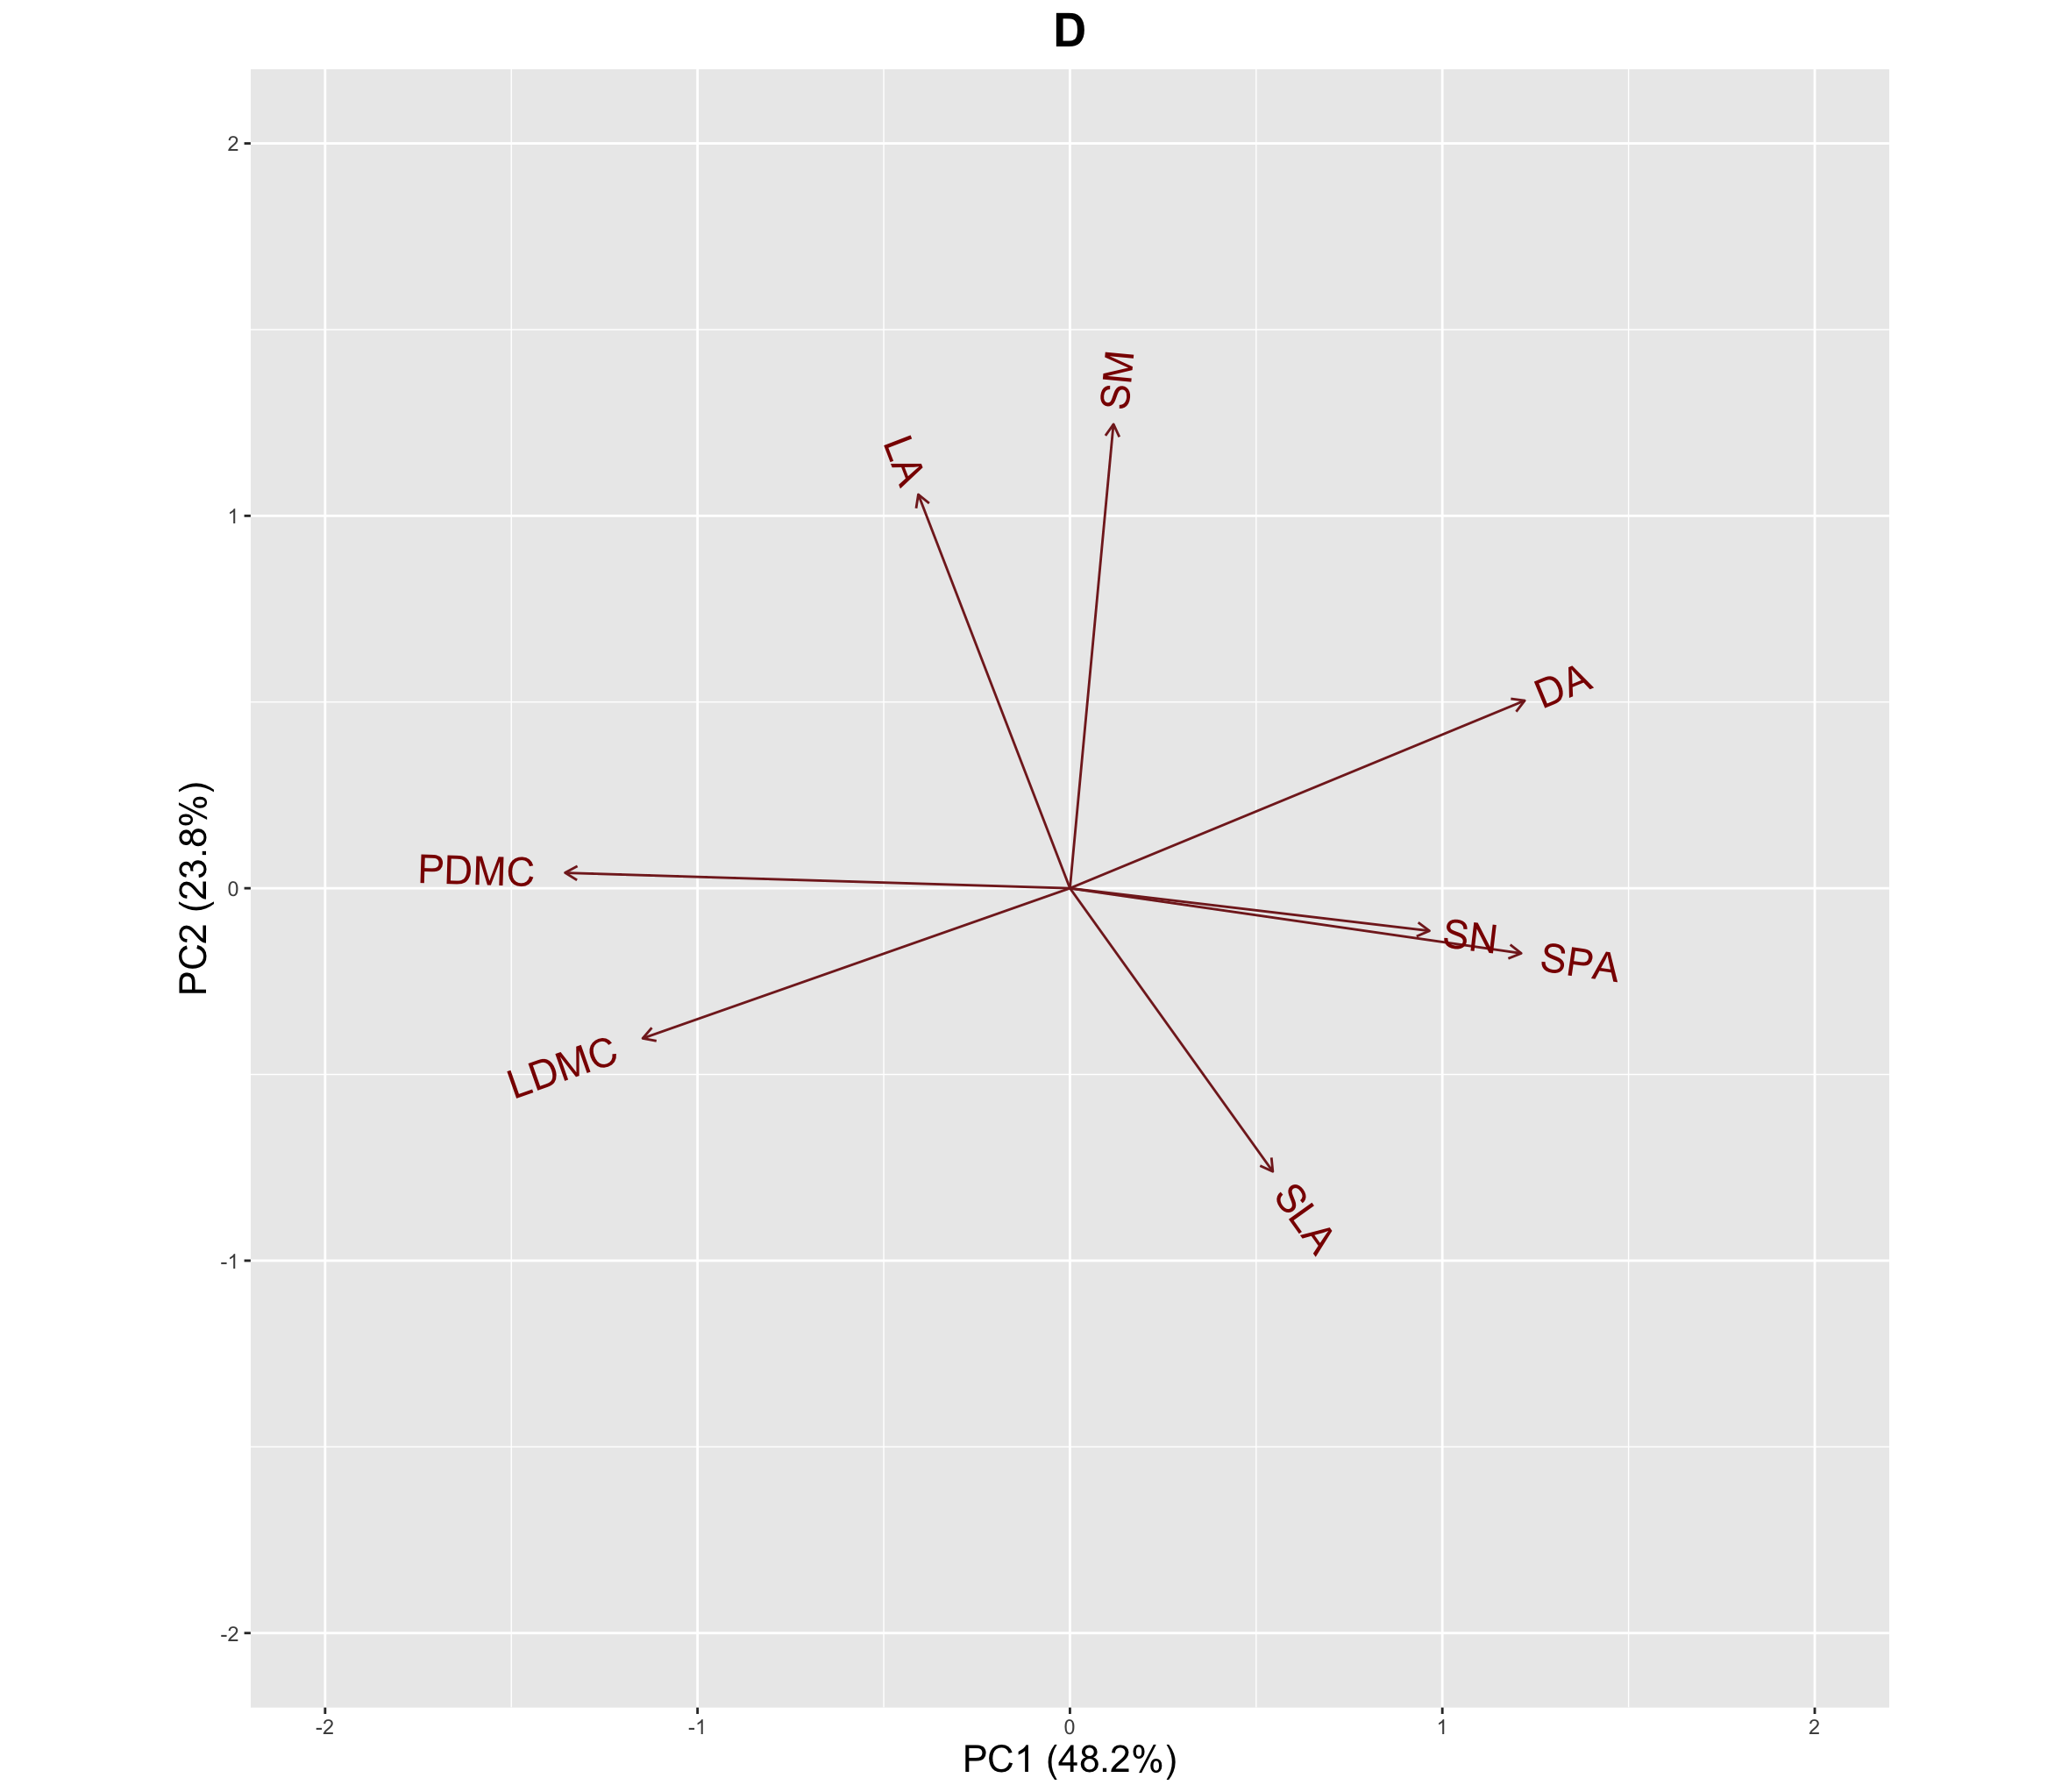 D
2
1
0
-1
-2
PC2 (23.8%)
SM
LA
DA
PDMC
SN
SPA
LDMC
SLA
-2
-1
0
1
2
PC1 (48.2%)